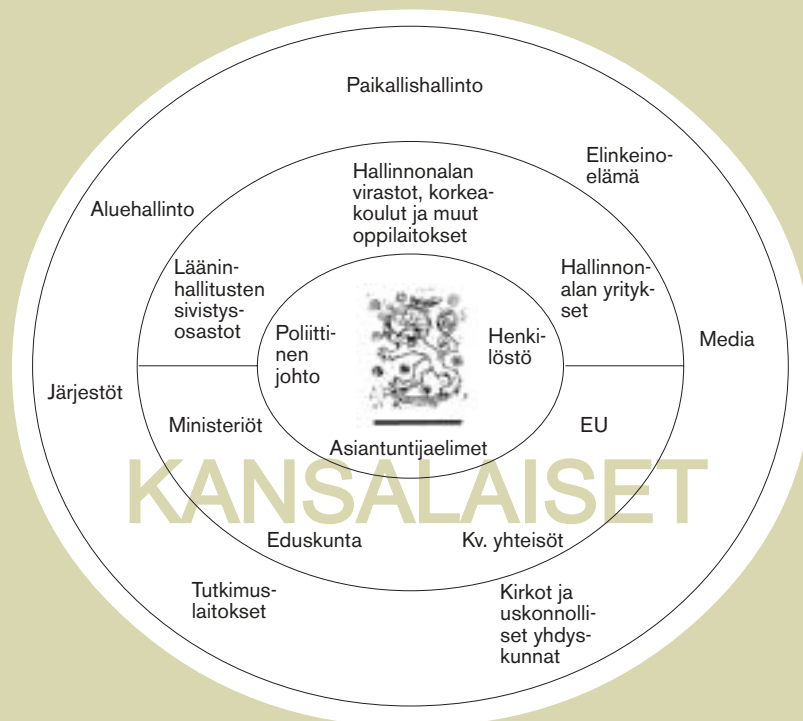 Paikallishallinto
Elinkeino-
elämä
Hallinnonalan
virastot, korkea-
koulut ja muut
oppilaitokset
Aluehallinto
Läänin-
hallitusten
sivistys-
osastot
Hallinnon-
alan yrityk-
set
Poliitti-
nen
johto
Henki-
löstö
Media
Järjestöt
Ministeriöt
EU
Asiantuntijaelimet
KANSALAISET
Eduskunta
Kv. yhteisöt
Tutkimus-
laitokset
Kirkot ja
uskonnolli-
set yhdys-
kunnat